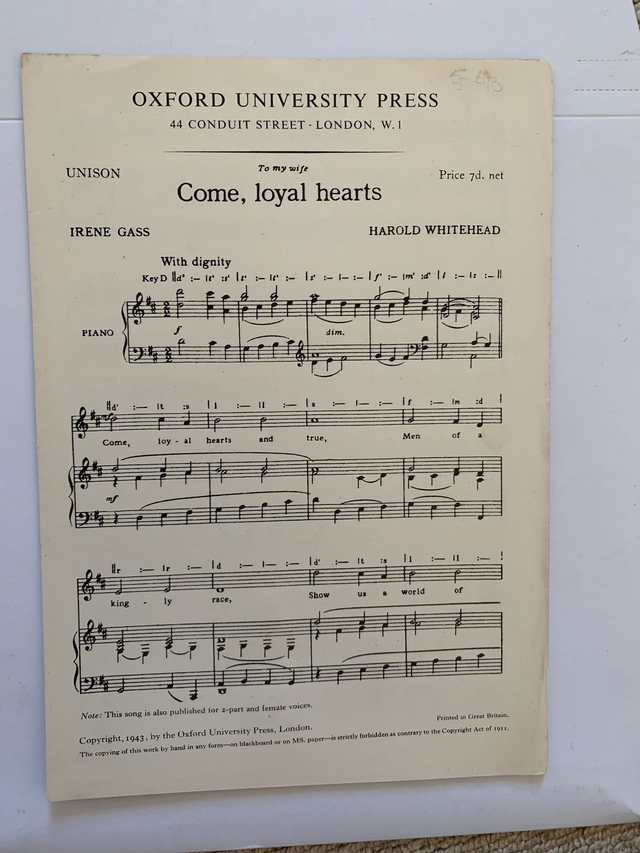 OXFORD UNIVERSITY PRESS
44 CONDUIT STREET · LONDON, W.1
UNISON
To my wife
Price 7d. net
Come, loyal hearts
IRENE GASS
HAROLD WHITEHEAD
With dignity
Key D
PIANO
f
dim.
Come, loy - al hearts and true, Men of a
mf
king - ly race, Show us a world of
Note: This song is also published for 2-part and female voices.
Printed in Great Britain.
Copyright, 1943, by the Oxford University Press, London.
The copying of this work by hand in any form—on blackboard or on MS. paper—is strictly forbidden as contrary to the Copyright Act of 1911.